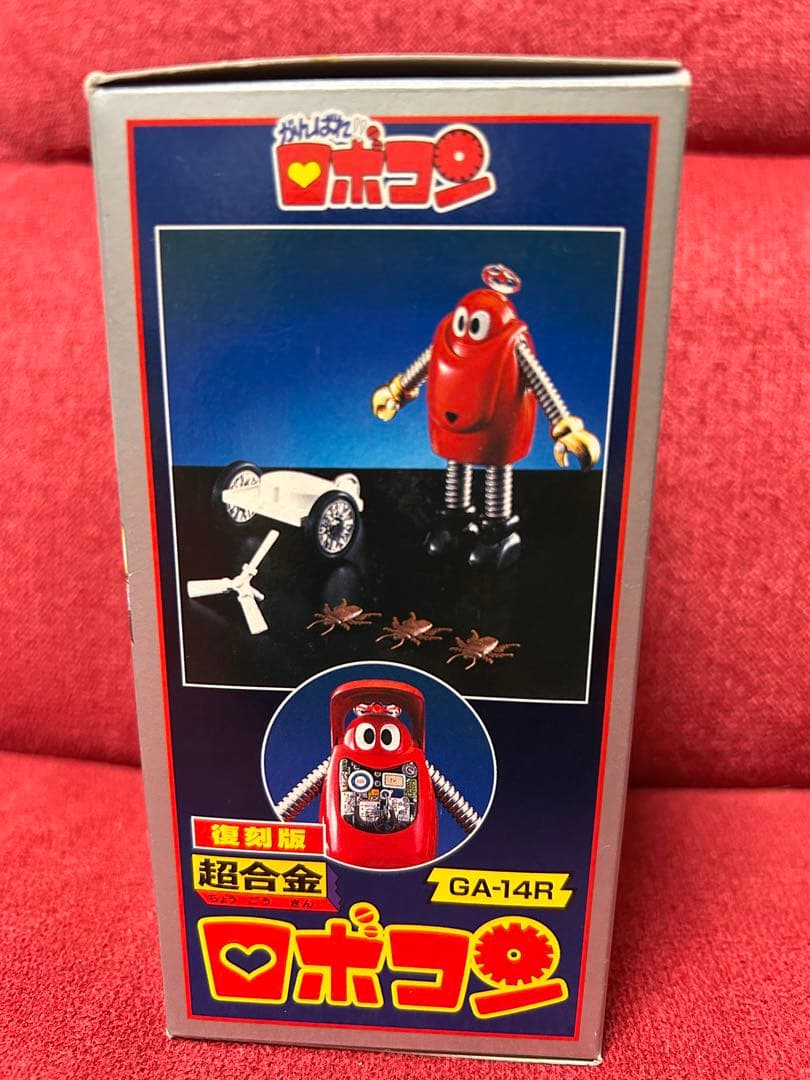 がんばれ!!
ロボコン
復刻版
超合金
ちょう ごう きん
GA-14R
ロボコン